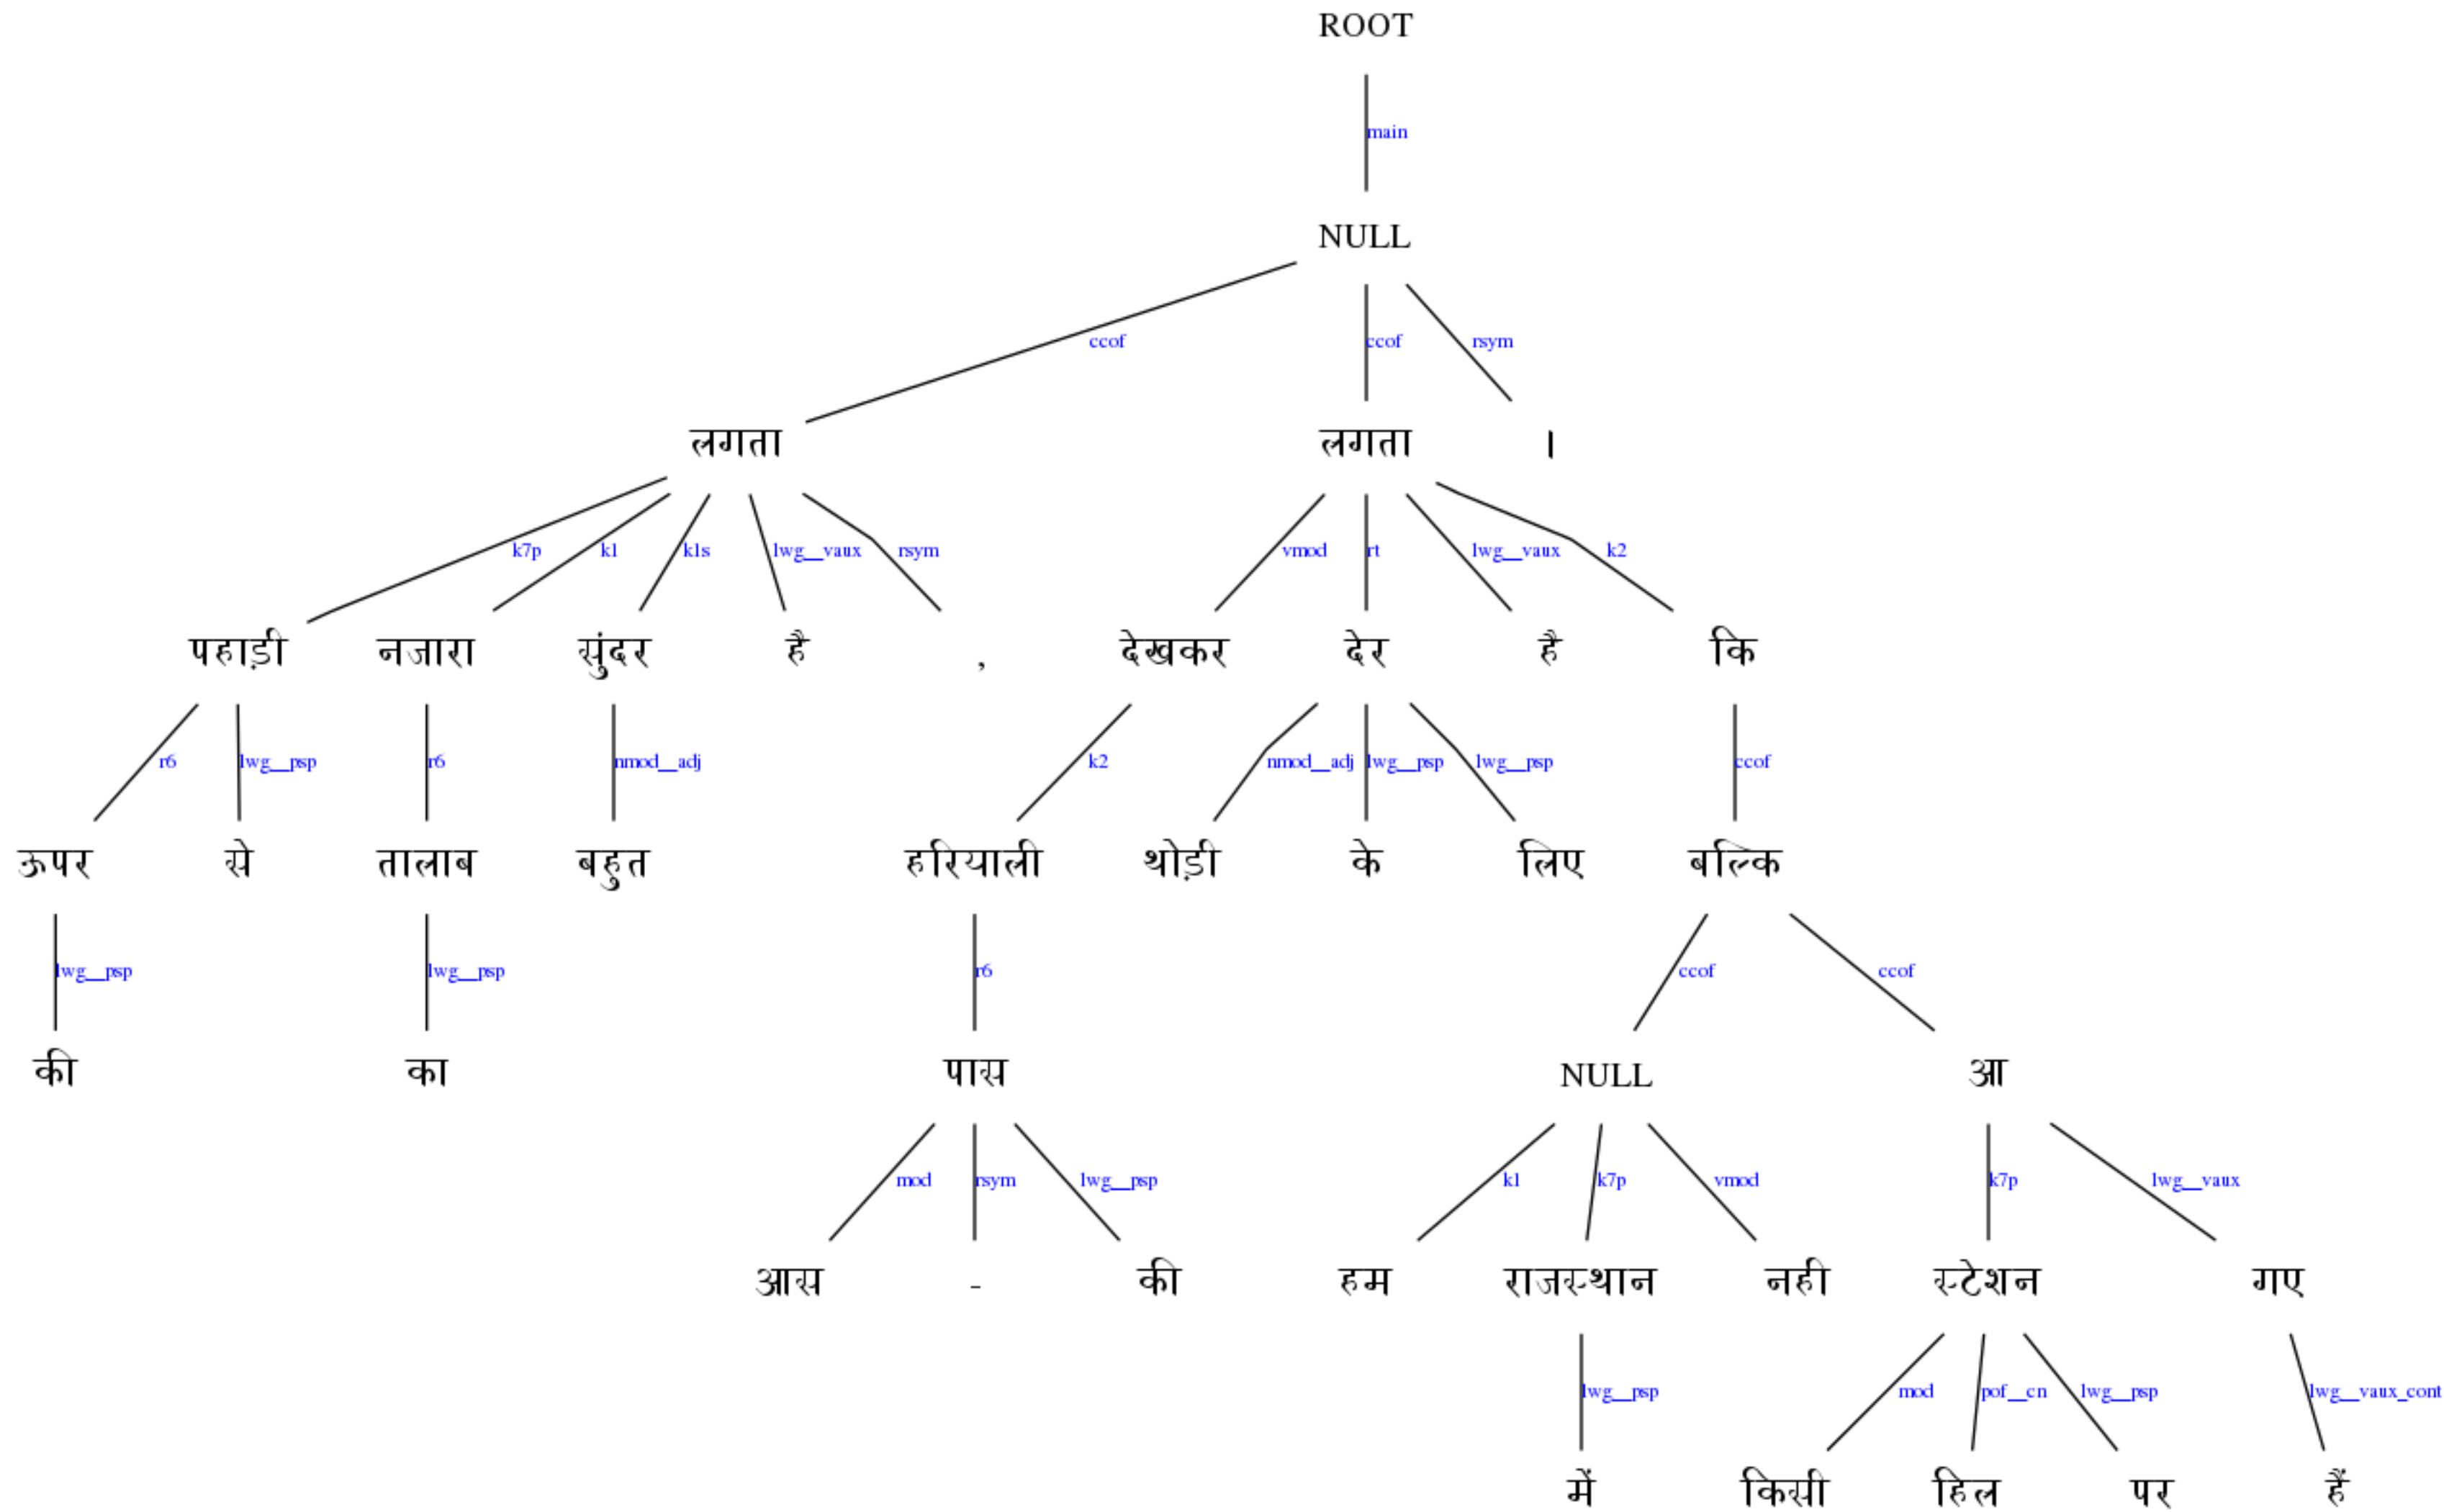 ROOT
main
NULL
ccof ccof rsym
लगता लगता ।
k7p k1 k1s lwg__vaux rsym vmod rt lwg__vaux k2
पहाड़ी नजारा सुंदर है , देखकर देर है कि
r6 lwg__psp r6 nmod__adj k2 nmod__adj lwg__psp lwg__psp ccof
ऊपर से तालाब बहुत हरियाली थोड़ी के लिए बल्कि
lwg__psp lwg__psp r6 ccof ccof
की का पास NULL आ
mod rsym lwg__psp k1 k7p vmod k7p lwg__vaux
आस - की हम राजस्थान नही स्टेशन गए
lwg__psp mod pof__cn lwg__psp lwg__vaux_cont
में किसी हिल पर हैं